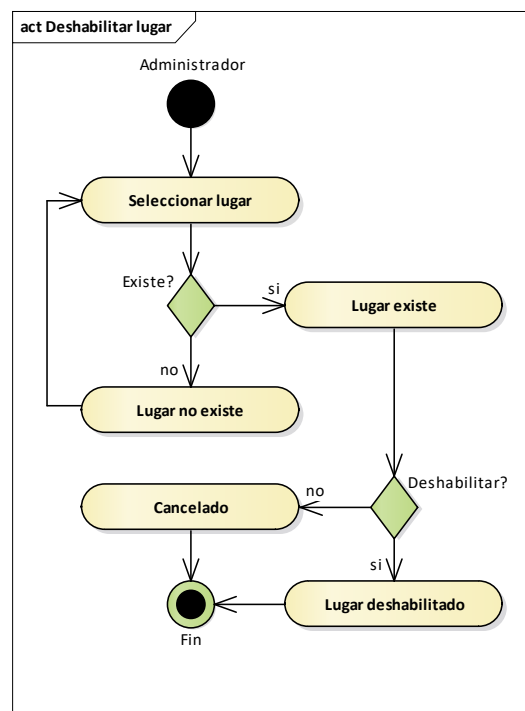 act Deshabilitar lugar
Administrador
Seleccionar lugar
Existe?
si
Lugar existe
no
Lugar no existe
Deshabilitar?
no
Cancelado
si
Lugar deshabilitado
Fin